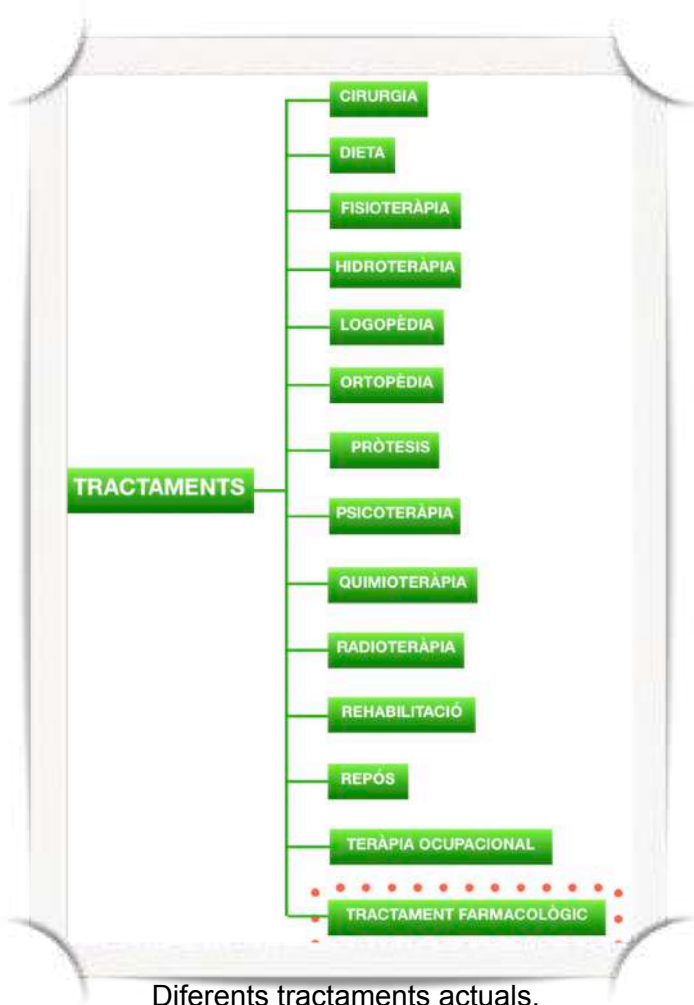 CIRURGIA
DIETA
FISIOTERÀPIA
HIDROTERÀPIA
LOGOPÈDIA
ORTOPÈDIA
PRÒTESIS
TRACTAMENTS
PSICOTERÀPIA
QUIMIOTERÀPIA
RADIOTERÀPIA
REHABILITACIÓ
REPÓS
TERÀPIA OCUPACIONAL
TRACTAMENT FARMACOLÒGIC
Diferents tractaments actuals.